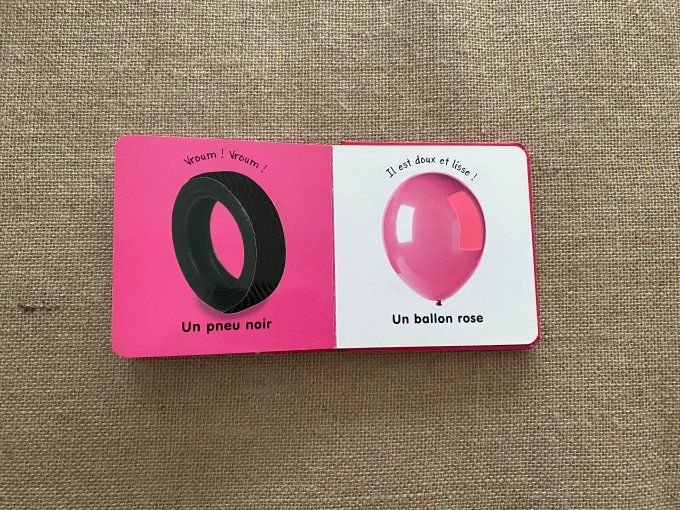 Vroum ! Vroum !
Un pneu noir
Il est doux et lisse !
Un ballon rose